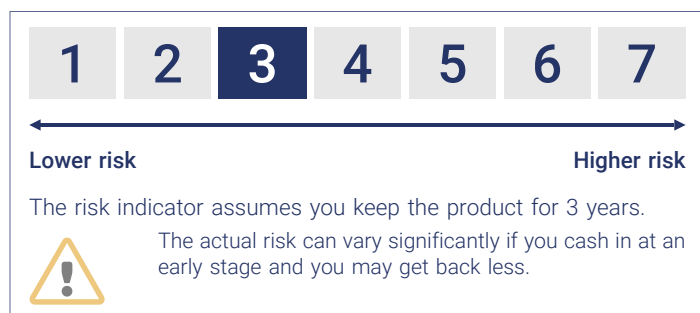 1 2 3 4 5 6 7
Lower risk Higher risk
The risk indicator assumes you keep the product for 3 years.
The actual risk can vary significantly if you cash in at an
early stage and you may get back less.